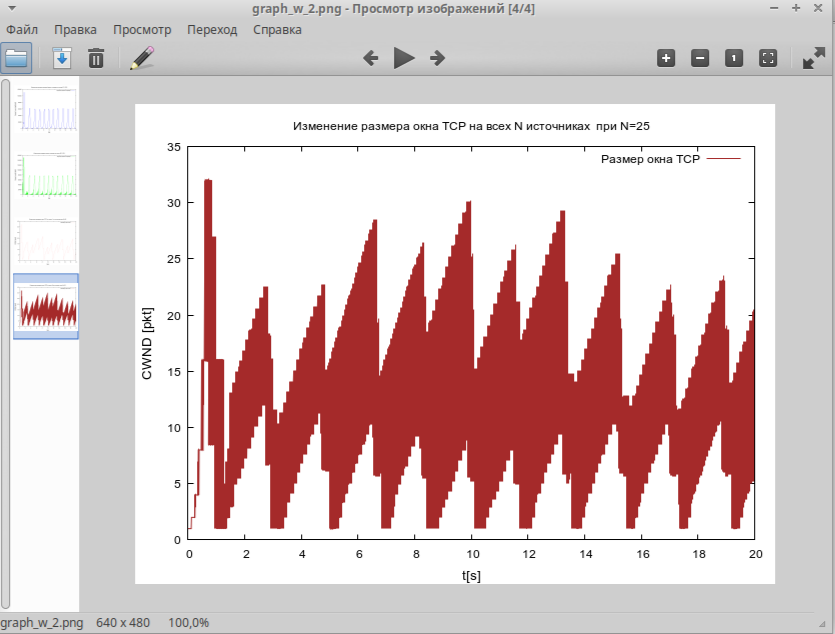 graph_w_2.png - Просмотр изображений [4/4]
Файл Правка Просмотр Переход Справка
1
Изменение размера окна TCP на всех N источниках при N=25
Размер окна TCP
35
30
25
20
15
10
5
0
CWND [pkt]
0 2 4 6 8 10 12 14 16 18 20
t[s]
graph_w_2.png 640 x 480 100,0%